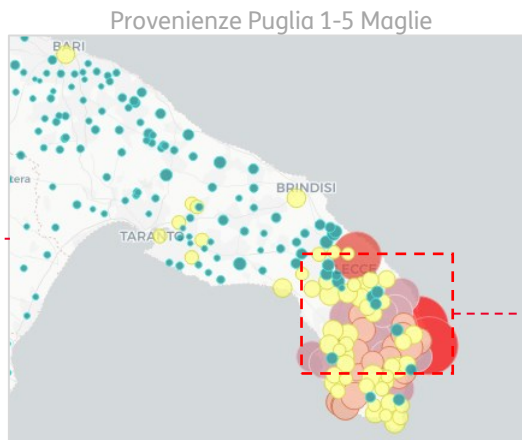 Provenienze Puglia 1-5 Maglie
BARI
tera
BRINDISI
TARANTO
LECCE